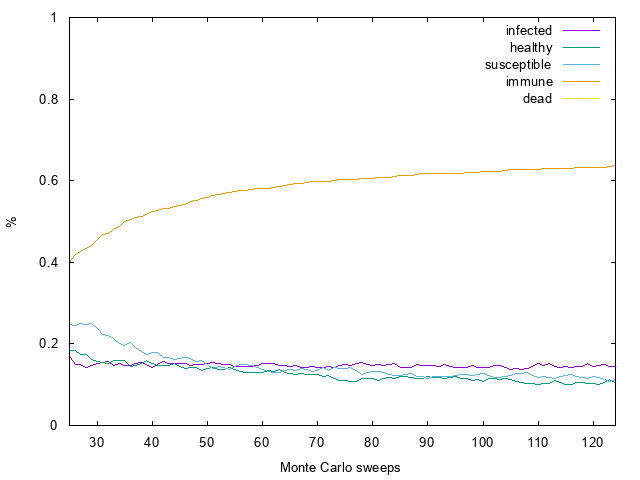 1
0.8
0.6
0.4
0.2
0
%
infected
healthy
susceptible
immune
dead
30 40 50 60 70 80 90 100 110 120
Monte Carlo sweeps